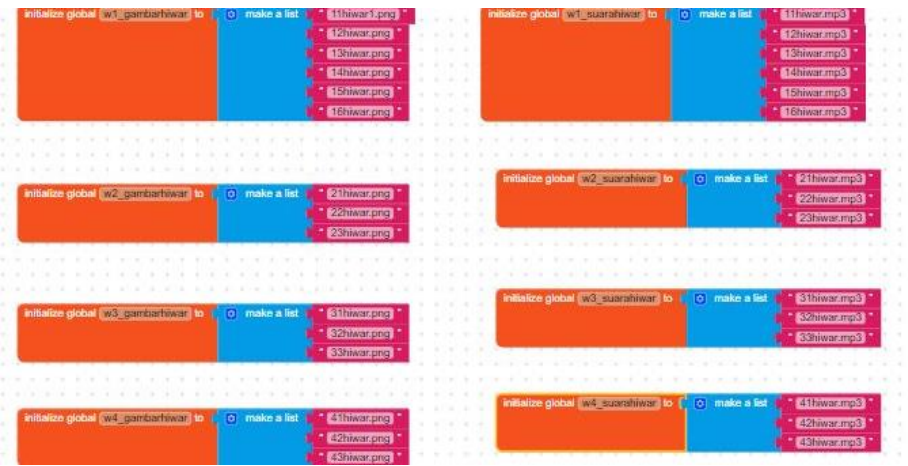 initialize global w1_gambarhiwar to make a list " 11hiwar1.png "
" 12hiwar.png "
" 13hiwar.png "
" 14hiwar.png "
" 15hiwar.png "
" 16hiwar.png "
initialize global w1_suarahiwar to make a list " 11hiwar.mp3 "
" 12hiwar.mp3 "
" 13hiwar.mp3 "
" 14hiwar.mp3 "
" 15hiwar.mp3 "
" 16hiwar.mp3 "
initialize global w2_gambarhiwar to make a list " 21hiwar.png "
" 22hiwar.png "
" 23hiwar.png "
initialize global w2_suarahiwar to make a list " 21hiwar.mp3 "
" 22hiwar.mp3 "
" 23hiwar.mp3 "
initialize global w3_gambarhiwar to make a list " 31hiwar.png "
" 32hiwar.png "
" 33hiwar.png "
initialize global w3_suarahiwar to make a list " 31hiwar.mp3 "
" 32hiwar.mp3 "
" 33hiwar.mp3 "
initialize global w4_gambarhiwar to make a list " 41hiwar.png "
" 42hiwar.png "
" 43hiwar.png "
initialize global w4_suarahiwar to make a list " 41hiwar.mp3 "
" 42hiwar.mp3 "
" 43hiwar.mp3 "